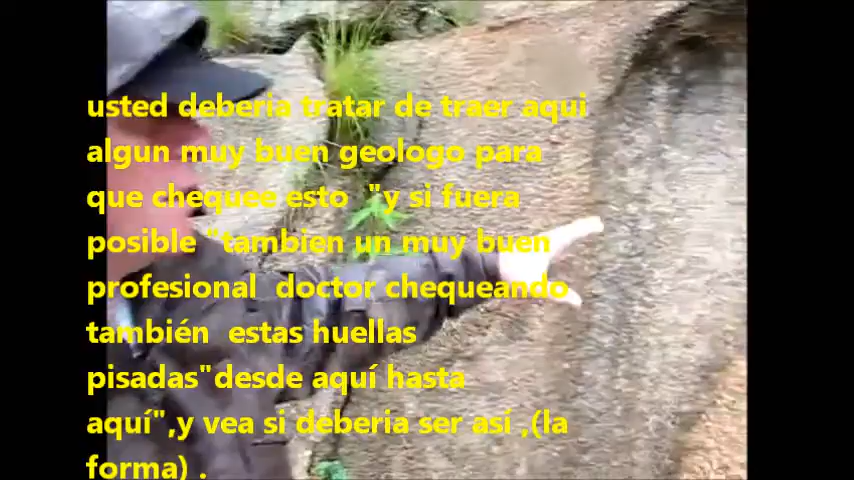 usted deberia tratar de traer aqui
algun muy buen geologo para
que chequee esto  "y si fuera
posible "tambien un muy buen
profesional  doctor chequeando
también  estas huellas
pisadas"desde aquí hasta
aquí",y vea si deberia ser así ,(la
forma) .